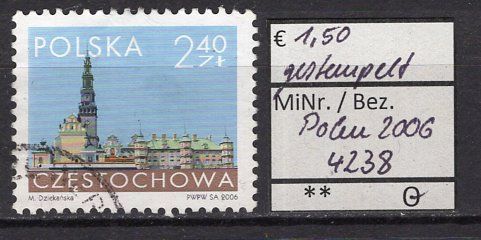 POLSKA 2 40 ZŁ
CZĘSTOCHOWA
M. Dziekańska PWPW SA 2006
€ 1,50
gestempelt
MiNr. / Bez.
Polen 2006
4238
** ʘ